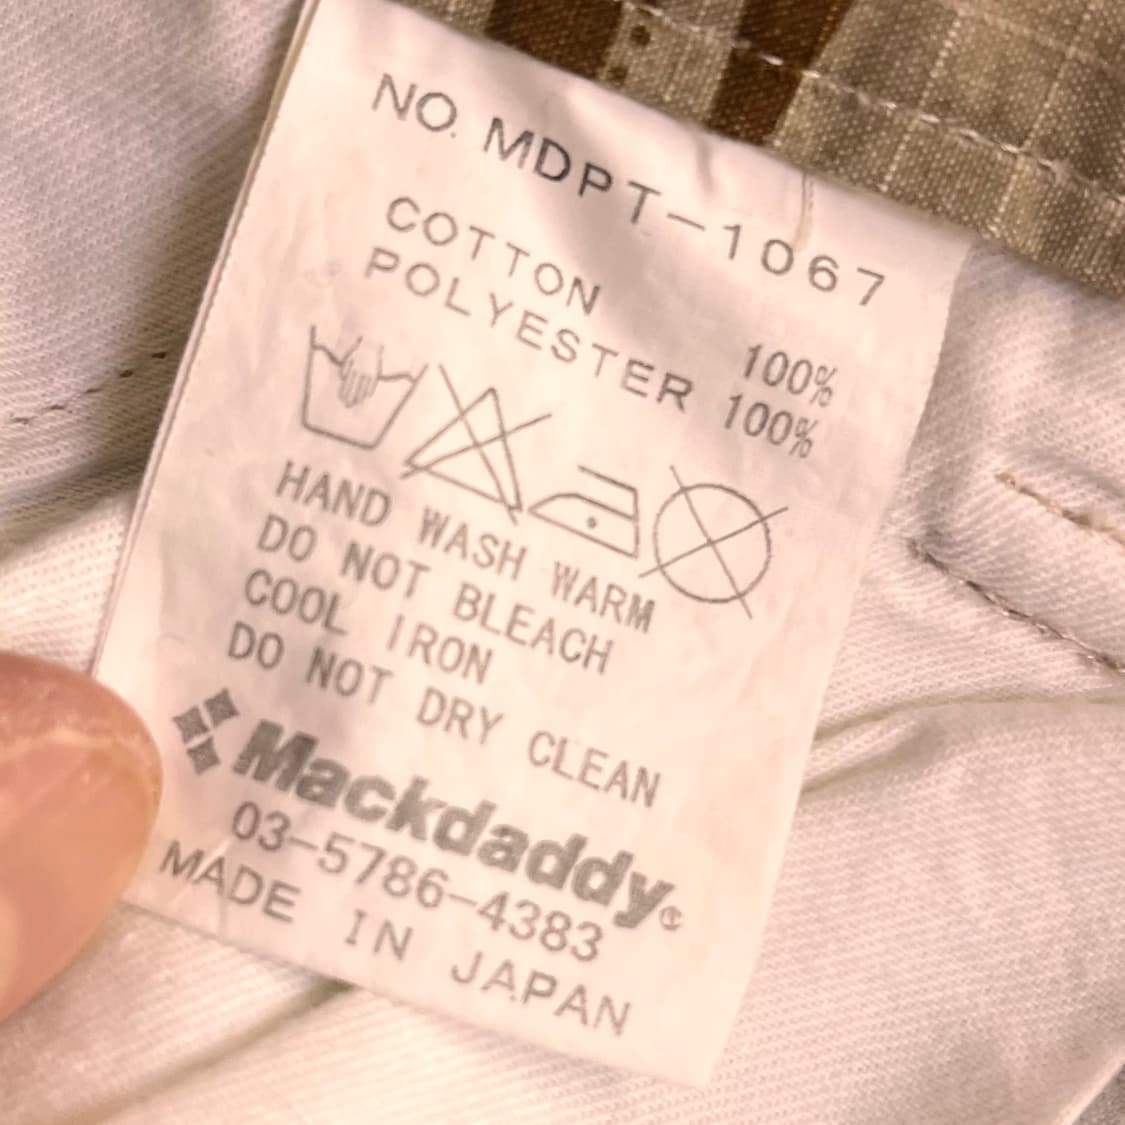 NO. MDPT-1067
COTTON 100%
POLYESTER 100%
HAND WASH WARM
DO NOT BLEACH
COOL IRON
DO NOT DRY CLEAN
Mackdaddy®
03-5786-4383
MADE IN JAPAN